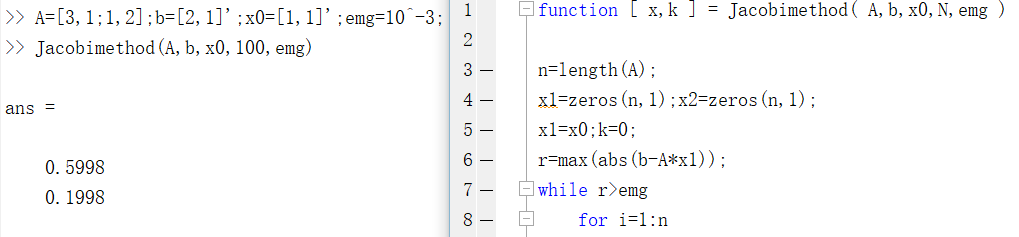 >> A=[3,1;1,2];b=[2,1]';x0=[1,1]';emg=10^-3;
>> Jacobimethod(A,b,x0,100,emg)
ans =
0.5998
0.1998
1 function [ x,k ] = Jacobimethod( A,b,x0,N,emg )
2
3 — n=length(A);
4 — x1=zeros(n,1);x2=zeros(n,1);
5 — x1=x0;k=0;
6 — r=max(abs(b-A*x1));
7 — while r>emg
8 — for i=1:n